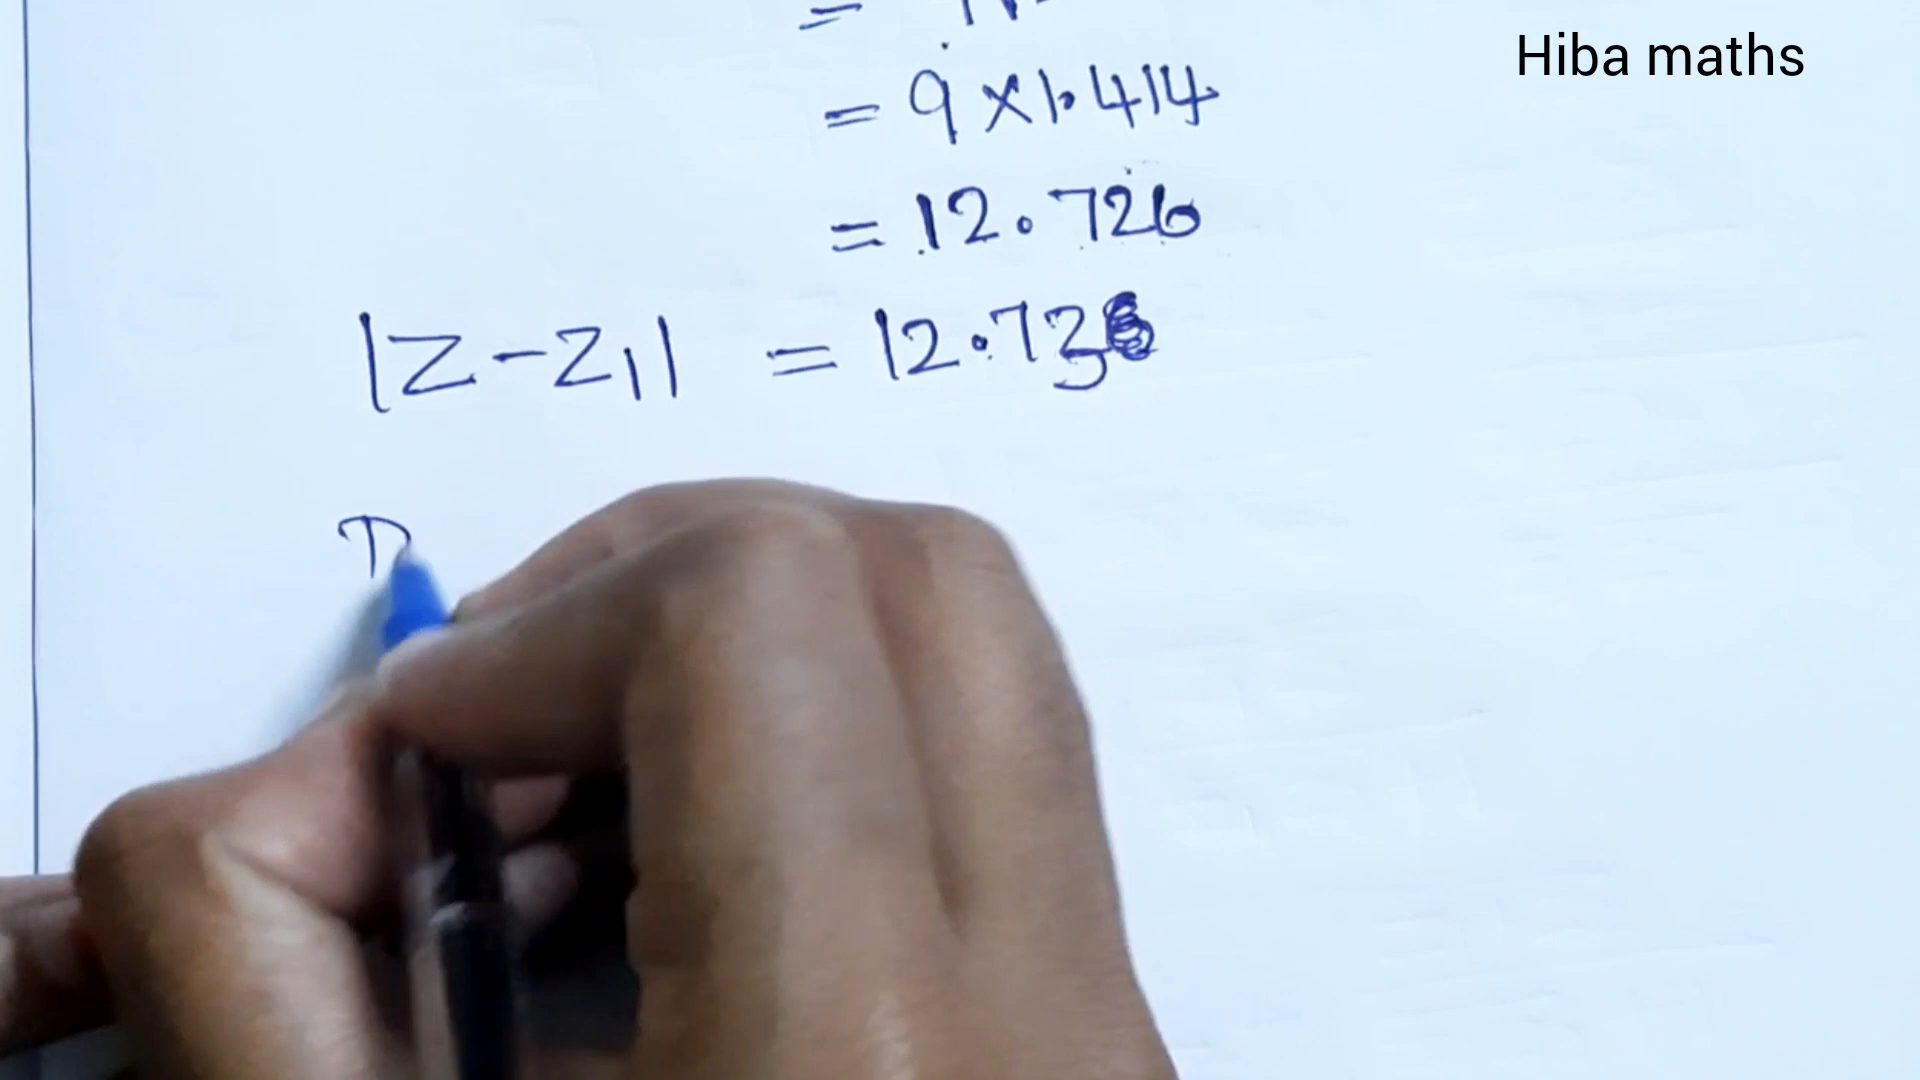 Hiba maths
= 9 × 1.414
= 12.726
|Z - Z1| = 12.73